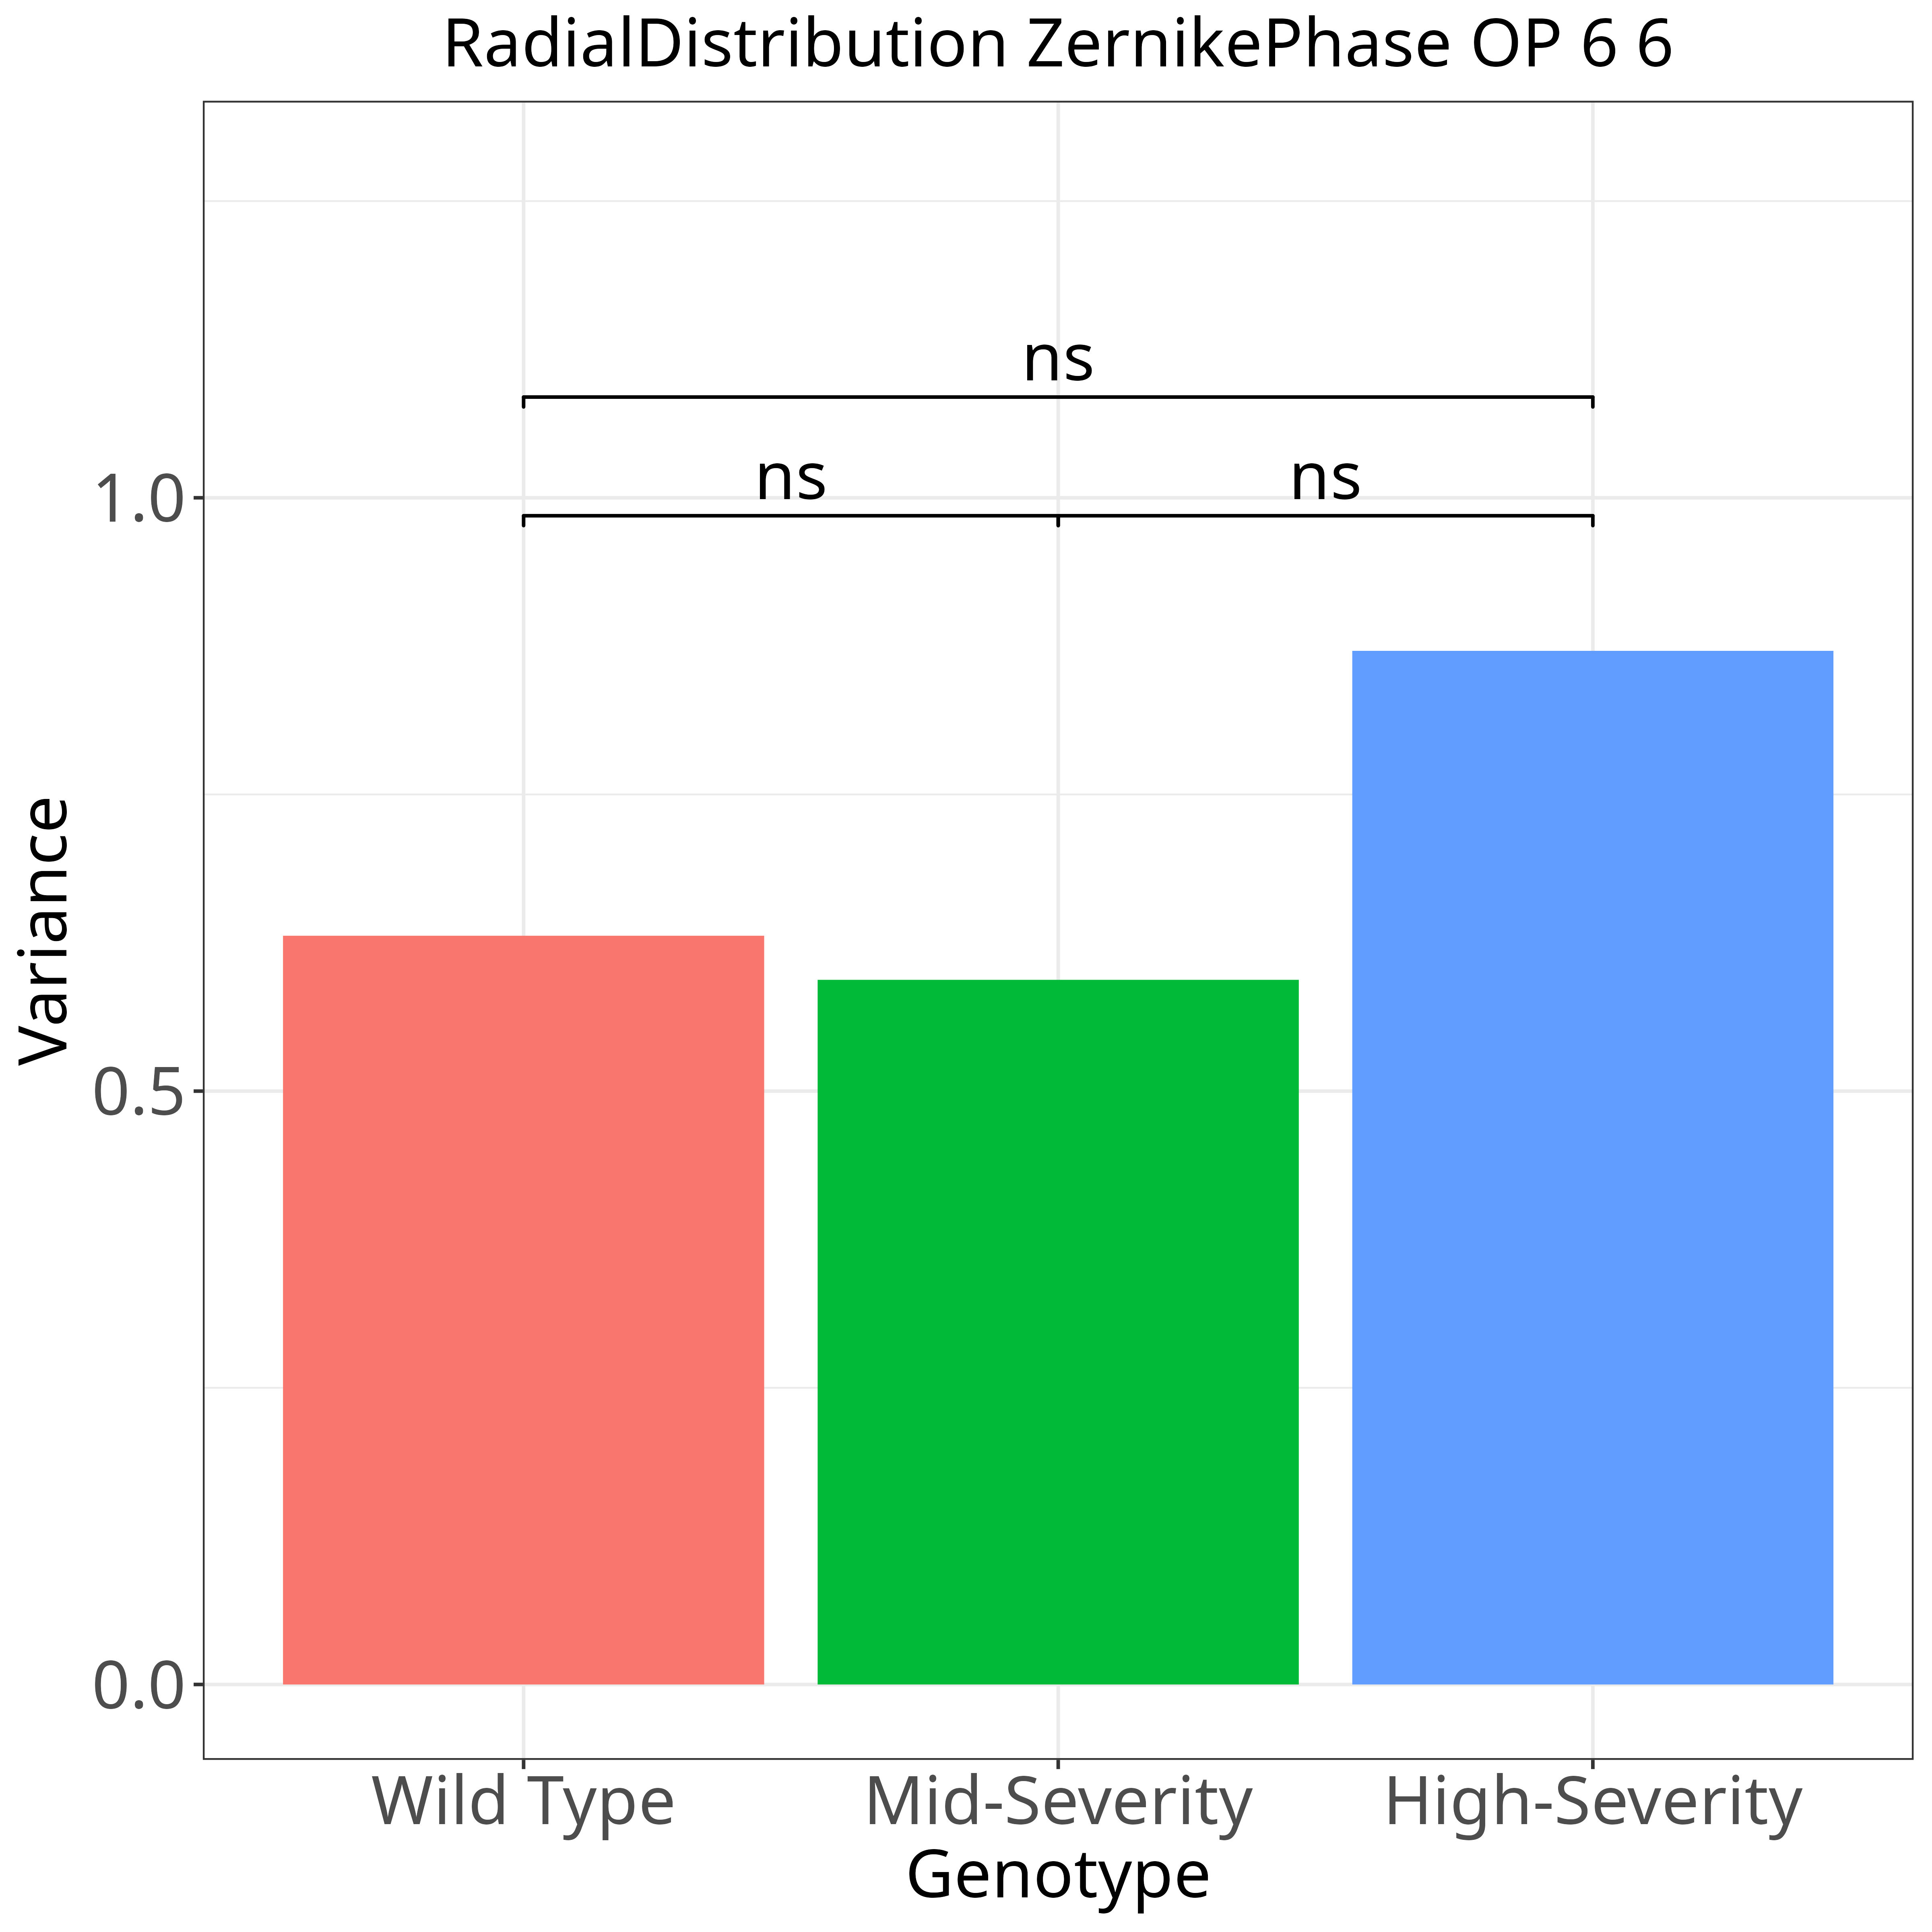 RadialDistribution ZernikePhase OP 6 6
ns
ns ns
1.0
0.5
0.0
Variance
Wild Type Mid-Severity High-Severity
Genotype